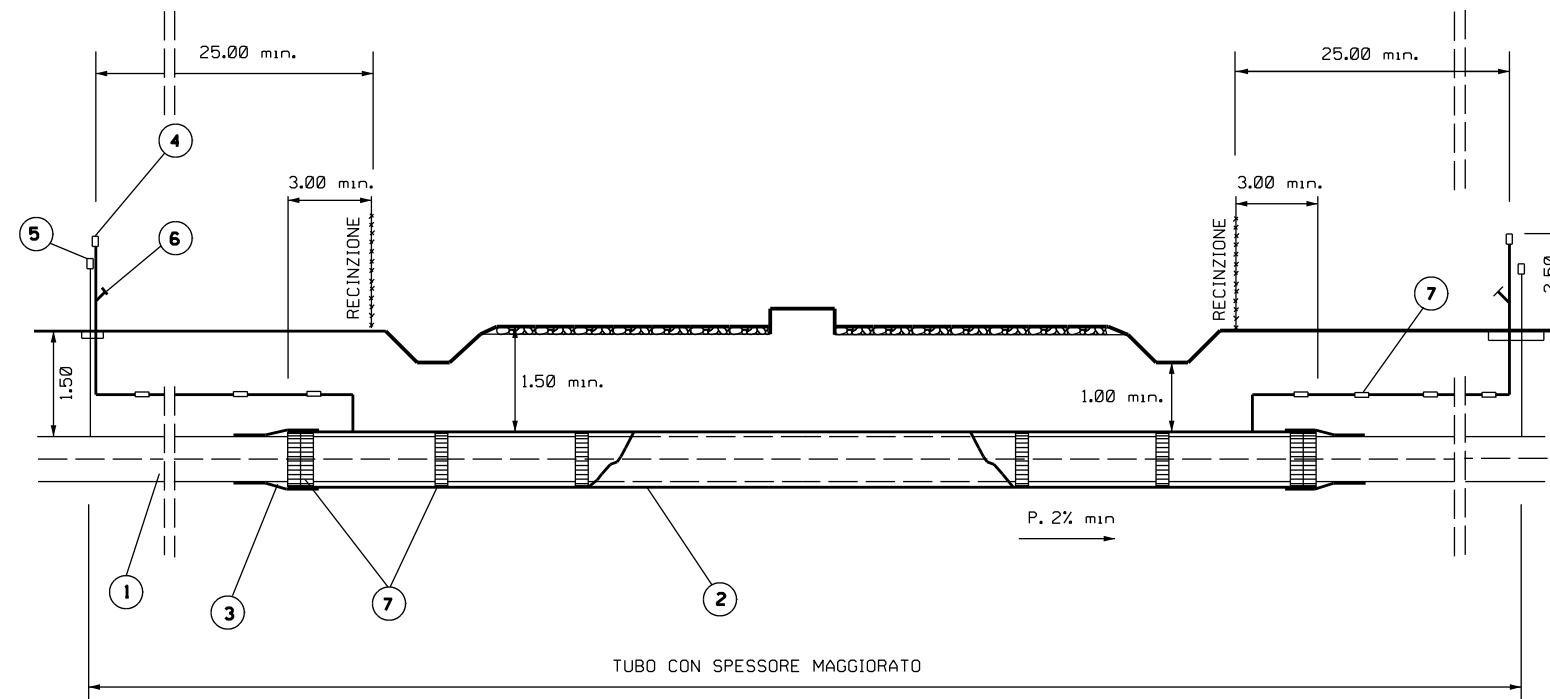 25.00 min.
25.00 min.
4
3.00 min.
3.00 min.
5
6
RECINZIONE
RECINZIONE
7
1.50
1.50 min.
1.00 min.
P. 2% min
1
3
7
2
TUBO CON SPESSORE MAGGIORATO